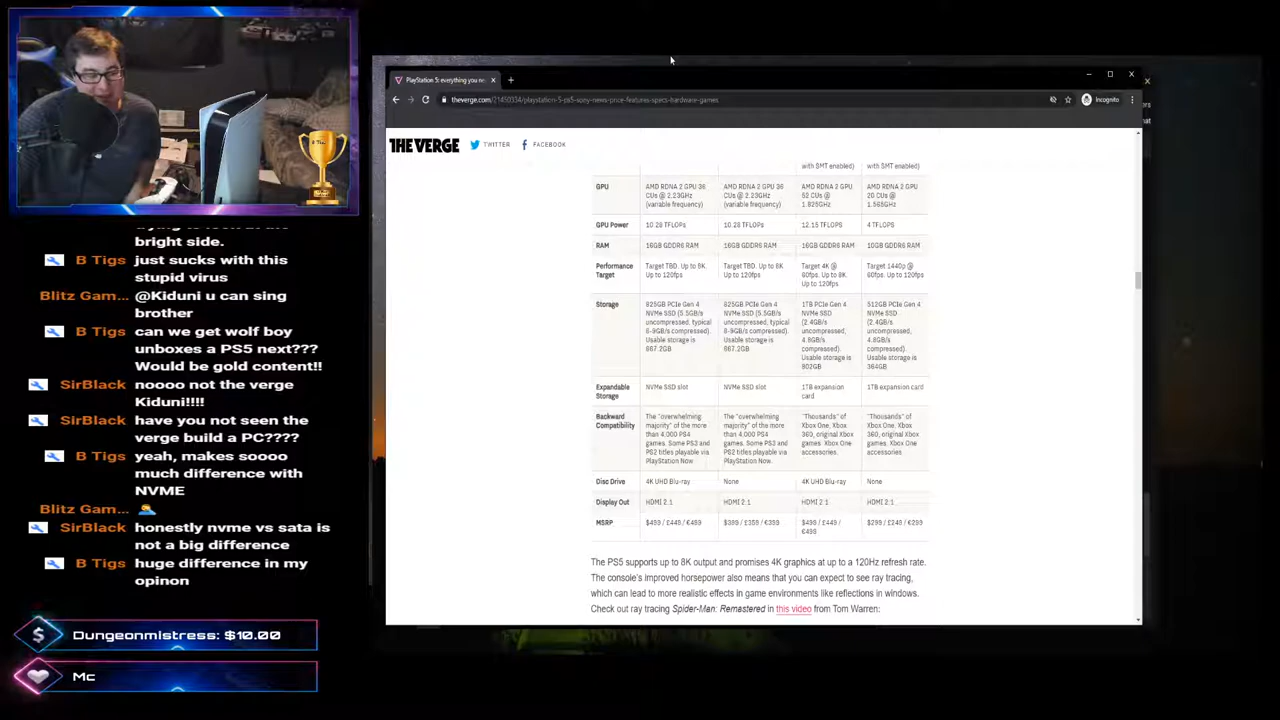 bright side.
B Tigs just sucks with this
stupid virus
Blitz Gam... @Kiduni u can sing
brother
B Tigs can we get wolf boy
unboxes a PS5 next???
Would be gold content!!
SirBlack noooo not the verge
Kiduni!!!!
SirBlack have you not seen the
verge build a PC????
B Tigs yeah, makes soooo
much difference with
NVME
Blitz Gam...
SirBlack honestly nvme vs sata is
not a big difference
B Tigs huge difference in my
opinon
$ Dungeonmistress: $10.00
Mc
PlayStation 5: everything you ne
theverge.com/21450334/playstation-5-ps5-sony-news-price-features-specs-hardware-games
Incognito
THE VERGE TWITTER FACEBOOK
with SMT enabled) with SMT enabled)
GPU AMD RDNA 2 GPU 36 AMD RDNA 2 GPU 36 AMD RDNA 2 GPU AMD RDNA 2 GPU
CUs @ 2.23GHz CUs @ 2.23GHz 52 CUs @ 20 CUs @
(variable frequency) (variable frequency) 1.825GHz 1.565GHz
GPU Power 10.28 TFLOPs 10.28 TFLOPs 12.15 TFLOPS 4 TFLOPS
RAM 16GB GDDR6 RAM 16GB GDDR6 RAM 16GB GDDR6 RAM 10GB GDDR6 RAM
Performance Target TBD. Up to 8K. Target TBD. Up to 8K Target 4K @ Target 1440p @
Target Up to 120fps Up to 120fps 60fps. Up to 8K. 60fps. Up to
Up to 120fps 120fps
Storage 825GB PCIe Gen 4 825GB PCIe Gen 4 1TB PCIe Gen 4 512GB PCIe Gen 4
NVMe SSD (5.5GB/s NVMe SSD (5.5GB/s NVMe SSD NVMe SSD
uncompressed, typical uncompressed, typical (2.4GB/s (2.4GB/s
8-9GB/s compressed). 8-9GB/s compressed). uncompressed, uncompressed,
Usable storage is Usable storage is 4.8GB/s 4.8GB/s
667.2GB 667.2GB compressed). compressed).
Usable storage is Usable storage is
802GB 364GB
Expandable NVMe SSD slot NVMe SSD slot 1TB expansion 1TB expansion card
Storage card
Backward The "overwhelming The "overwhelming "Thousands" of "Thousands" of
Compatibility majority" of the more majority" of the more Xbox One, Xbox Xbox One, Xbox
than 4,000 PS4 than 4,000 PS4 360, original Xbox 360, original Xbox
games. Some PS3 and games. Some PS3 and games. Xbox One games. Xbox One
PS2 titles playable via PS2 titles playable via accessories. accessories
PlayStation Now. PlayStation Now.
Disc Drive 4K UHD Blu-ray None 4K UHD Blu-ray None
Display Out HDMI 2.1 HDMI 2.1 HDMI 2.1 HDMI 2.1
MSRP $499 / £449 / €499 $399 / £359 / €399 $499 / £449 / $299 / £249 / €299
€499
The PS5 supports up to 8K output and promises 4K graphics at up to a 120Hz refresh rate.
The console's improved horsepower also means that you can expect to see ray tracing,
which can lead to more realistic effects in game environments like reflections in windows.
Check out ray tracing Spider-Man: Remastered in this video from Tom Warren: